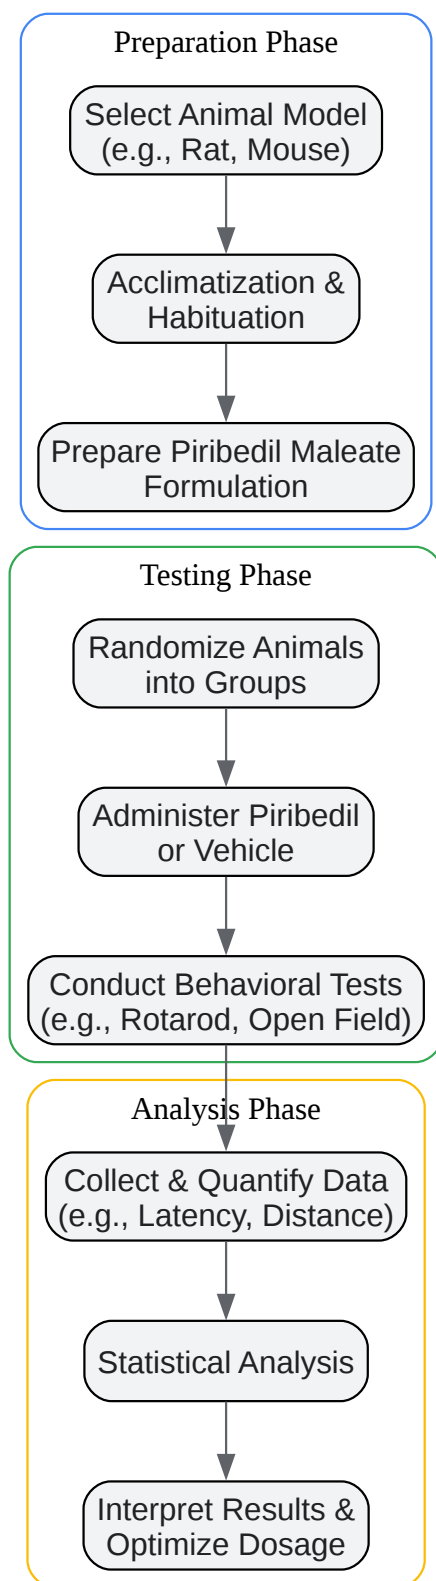 Preparation Phase
Select Animal Model
(e.g., Rat, Mouse)
Acclimatization &
Habituation
Prepare Piribedil Maleate
Formulation
Testing Phase
Randomize Animals
into Groups
Administer Piribedil
or Vehicle
Conduct Behavioral Tests
(e.g., Rotarod, Open Field)
Analysis Phase
Collect & Quantify Data
(e.g., Latency, Distance)
Statistical Analysis
Interpret Results &
Optimize Dosage